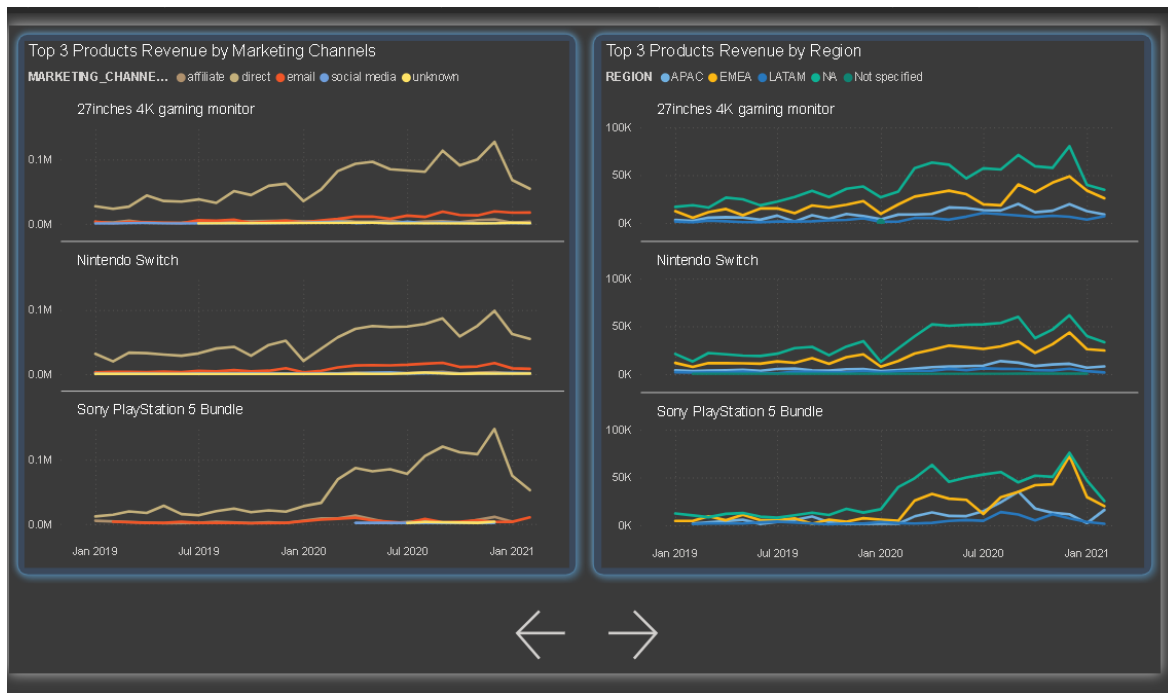 Top 3 Products Revenue by Marketing Channels
MARKETING_CHANNE... affiliate direct email social media unknown
27inches 4K gaming monitor
0.1M
0.0M
Nintendo Switch
0.1M
0.0M
Sony PlayStation 5 Bundle
0.1M
0.0M
Jan 2019 Jul 2019 Jan 2020 Jul 2020 Jan 2021
Top 3 Products Revenue by Region
REGION APAC EMEA LATAM NA Not specified
27inches 4K gaming monitor
100K
50K
0K
Nintendo Switch
100K
50K
0K
Sony PlayStation 5 Bundle
100K
50K
0K
Jan 2019 Jul 2019 Jan 2020 Jul 2020 Jan 2021